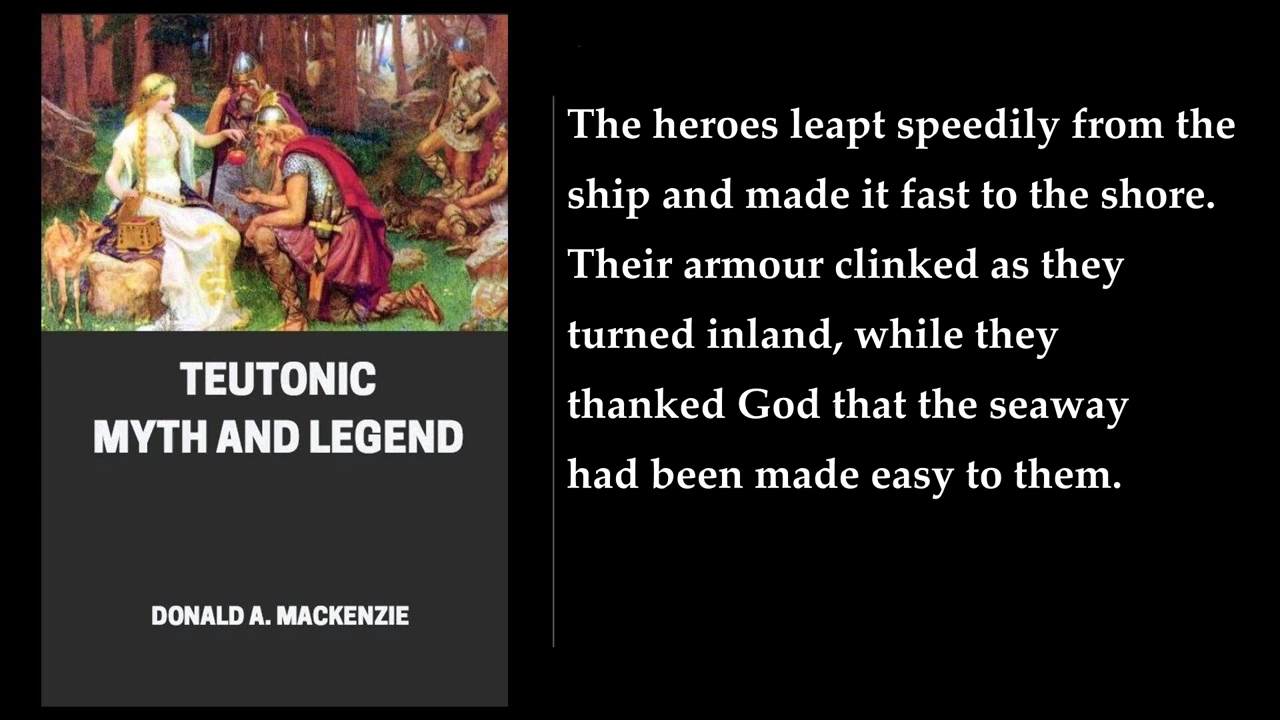 TEUTONIC
MYTH AND LEGEND
DONALD A. MACKENZIE
The heroes leapt speedily from the
ship and made it fast to the shore.
Their armour clinked as they
turned inland, while they
thanked God that the seaway
had been made easy to them.